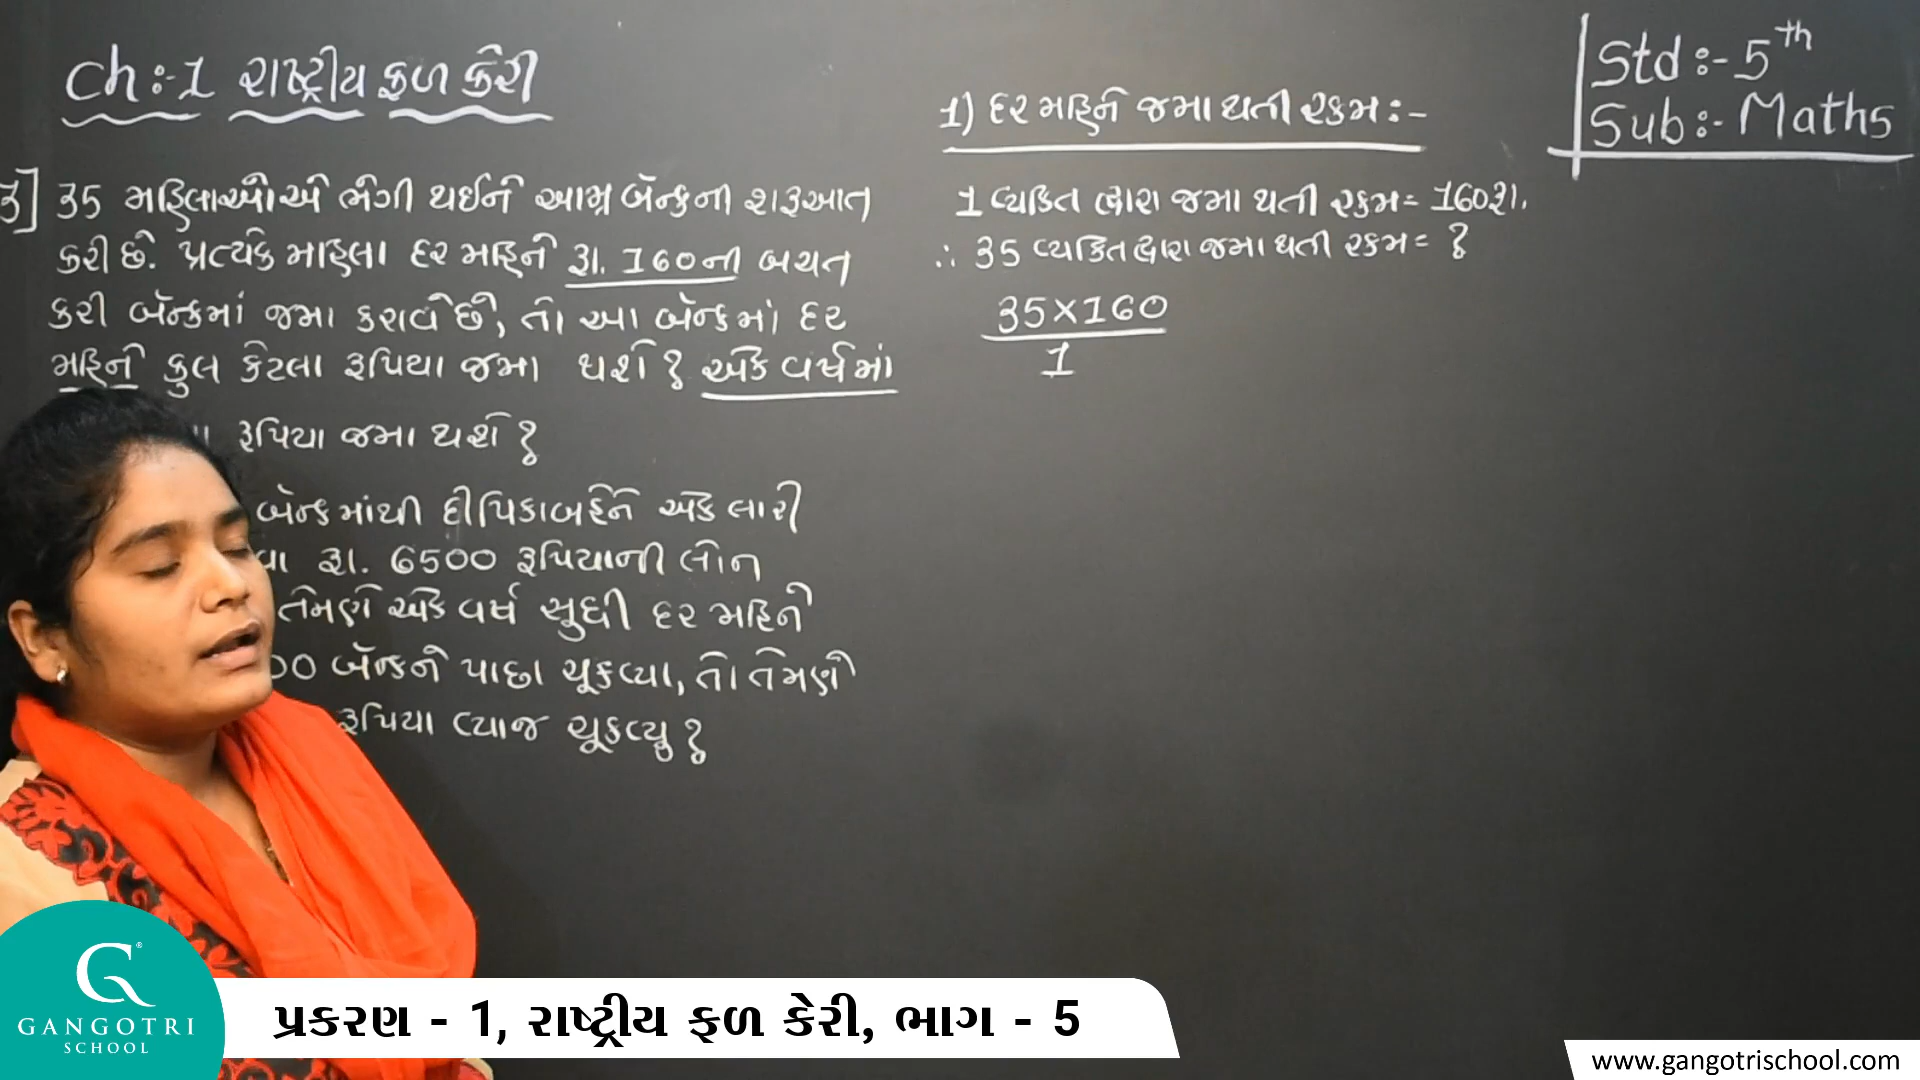 Ch:-1 રાષ્ટ્રીય ફળ કેરી
3] 35 મહિલાઓએ ભેગી થઈને આમ્ર બૅન્કની શરૂઆત
કરી છે. પ્રત્યેક મહિલા દર મહિને રૂા. 160ની બચત
કરી બૅન્કમાં જમા કરાવે છે, તો આ બૅન્કમાં દર
મહિને કુલ કેટલા રૂપિયા જમા થશે? એક વર્ષમાં
રૂપિયા જમા થશે?
બૅન્કમાંથી દીપિકાબહેને એક લારી
રૂા. 6500 રૂપિયાની લોન
તેમણે એક વર્ષ સુધી દર મહિને
00 બૅન્કને પાછા ચૂકવ્યા, તો તેમણે
રૂપિયા વ્યાજ ચૂકવ્યુ?
1) દર મહિને જમા થતી રકમ:-
1 વ્યકિત દ્વારા જમા થતી રકમ= 160રૂા.
∴ 35 વ્યકિત દ્વારા જમા થતી રકમ= ?
35×160
1
Std:-5th
Sub:-Maths
GANGOTRI
SCHOOL
પ્રકરણ - 1, રાષ્ટ્રીય ફળ કેરી, ભાગ - 5
www.gangotrischool.com